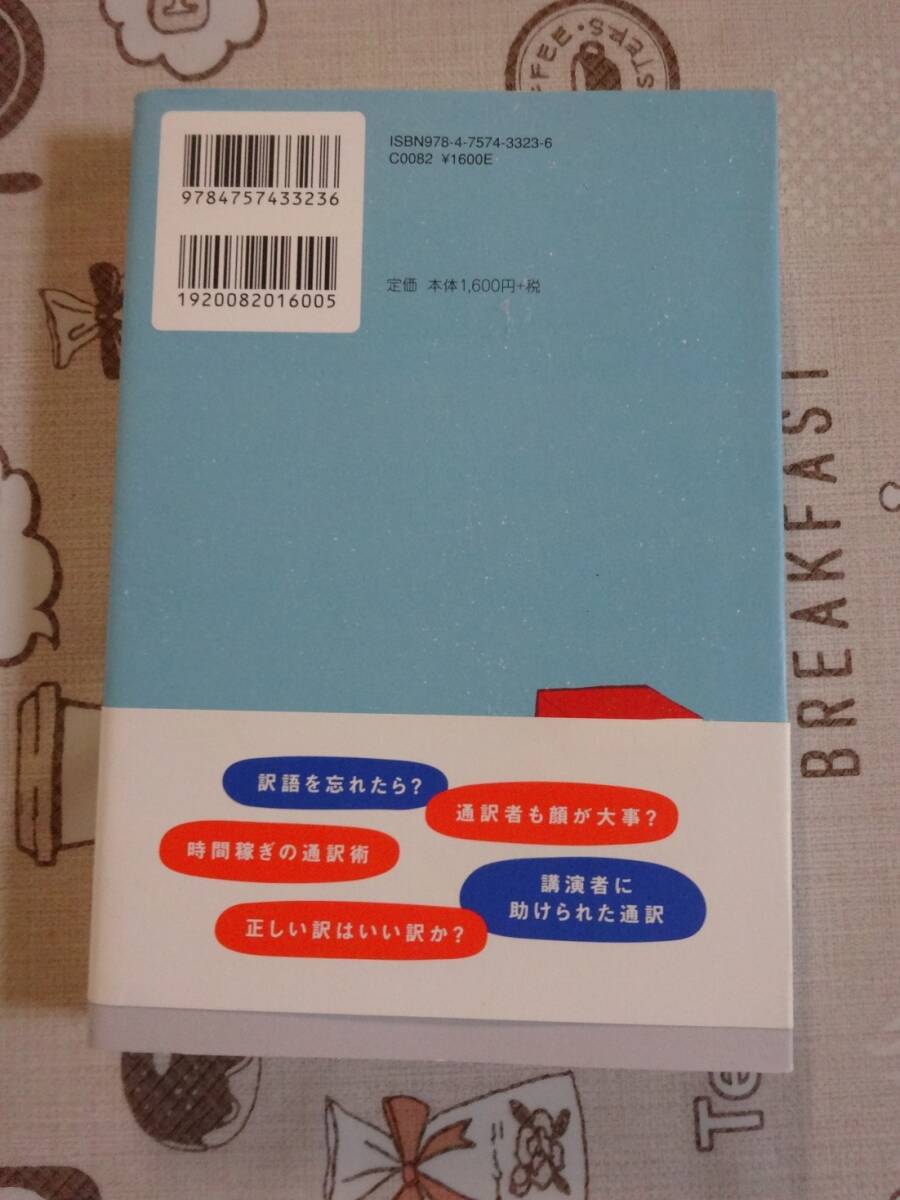 FFEE・STERS
ISBN978-4-7574-3323-6
C0082 ¥1600E
9784757433236
定価 本体1,600円+税
1920082016005
BREAKFAST
訳語を忘れたら?
通訳者も顔が大事?
時間稼ぎの通訳術
講演者に
助けられた通訳
正しい訳はいい訳か?
Te